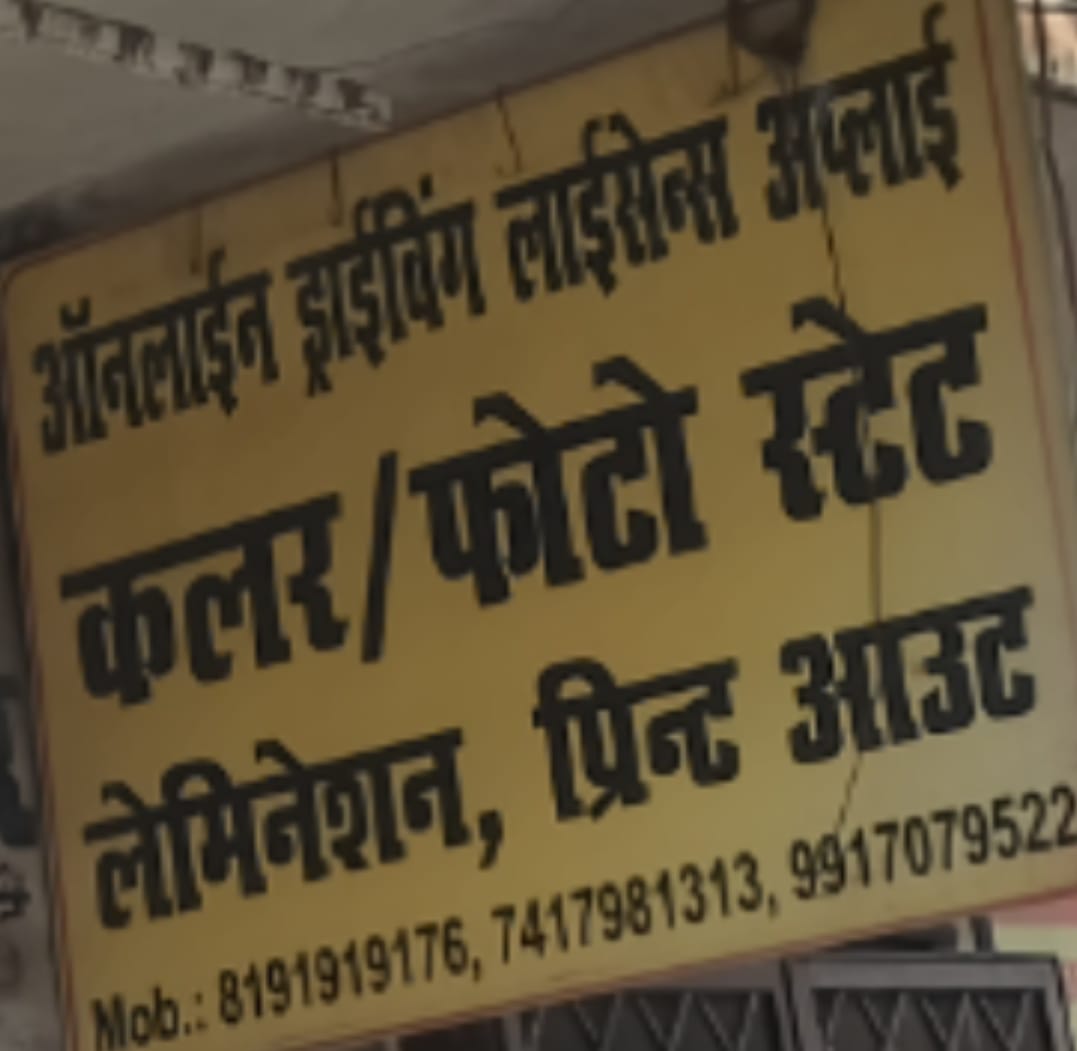 ऑनलाईन ड्राईविंग लाईसेन्स अप्लाई
कलर/फोटो स्टेट
लेमिनेशन, प्रिन्ट आउट
Mob.: 8191919176, 7417981313, 9917079522